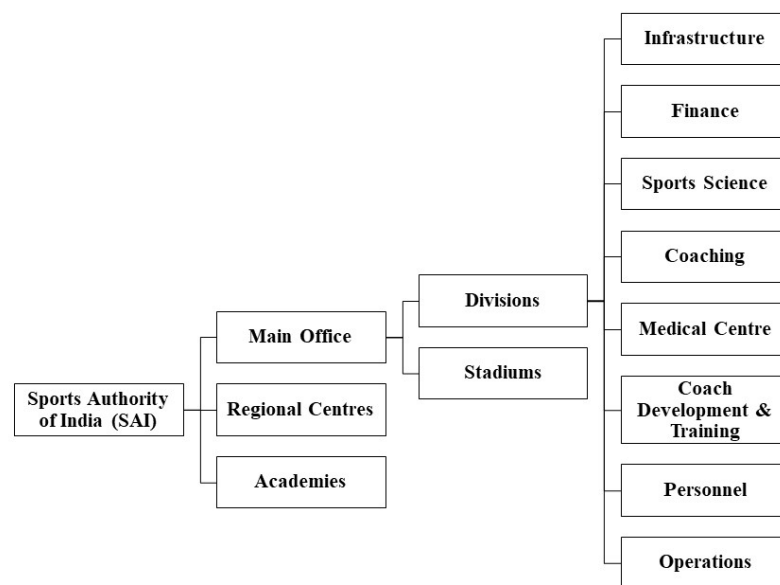 Sports Authority
of India (SAI)
Main Office
Regional Centres
Academies
Divisions
Stadiums
Infrastructure
Finance
Sports Science
Coaching
Medical Centre
Coach
Development &
Training
Personnel
Operations